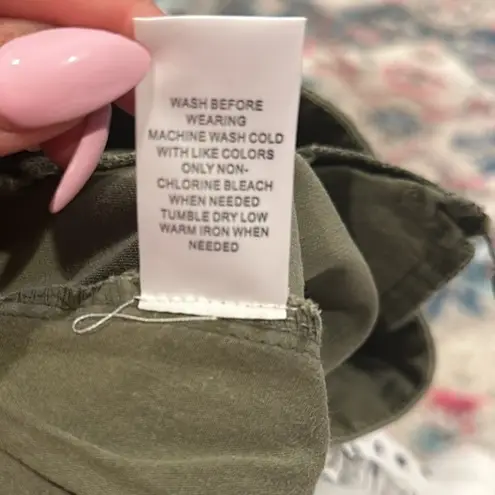 WASH BEFORE
WEARING
MACHINE WASH COLD
WITH LIKE COLORS
ONLY NON-
CHLORINE BLEACH
WHEN NEEDED
TUMBLE DRY LOW
WARM IRON WHEN
NEEDED